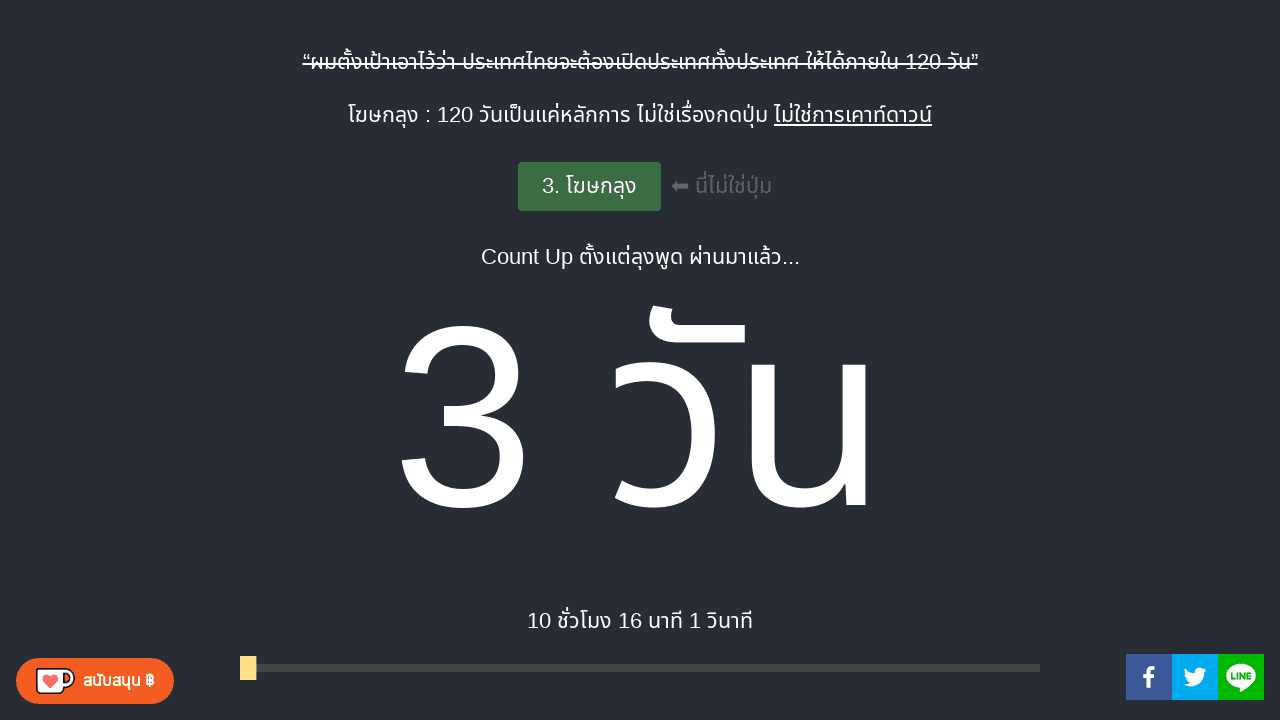 “ผมตั้งเป้าเอาไว้ว่า ประเทศไทยจะต้องเปิดประเทศทั้งประเทศ ให้ได้ภายใน 120 วัน”
โฆษกลุง : 120 วันเป็นแค่หลักการ ไม่ใช่เรื่องกดปุ่ม ไม่ใช่การเคาท์ดาวน์
3. โฆษกลุง ⬅ นี่ไม่ใช่ปุ่ม
Count Up ตั้งแต่ลุงพูด ผ่านมาแล้ว...
3 วัน
10 ชั่วโมง 16 นาที 1 วินาที
สนับสนุน ฿
LINE